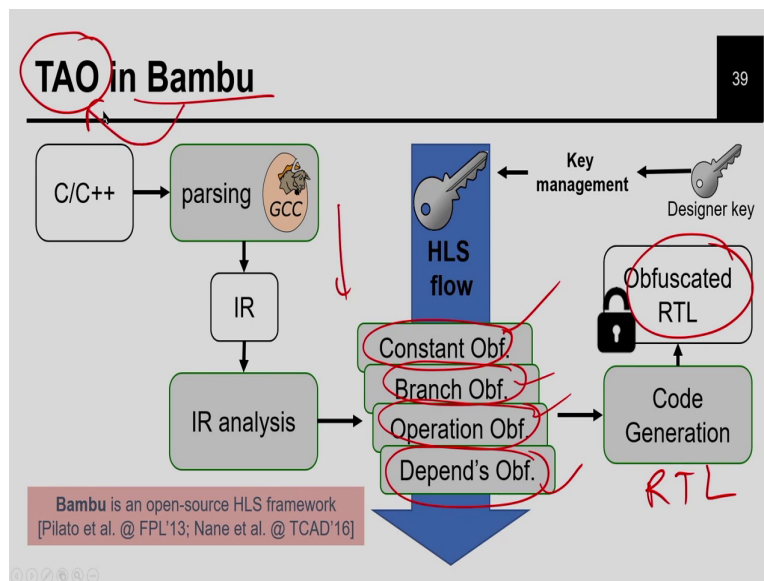 TAO in Bambu
39
C/C++
parsing
GCC
IR
IR analysis
HLS
flow
Key
management
Designer key
Constant Obf.
Branch Obf.
Operation Obf.
Depend's Obf.
Obfuscated
RTL
Code
Generation
RTL
Bambu is an open-source HLS framework
[Pilato et al. @ FPL'13; Nane et al. @ TCAD'16]